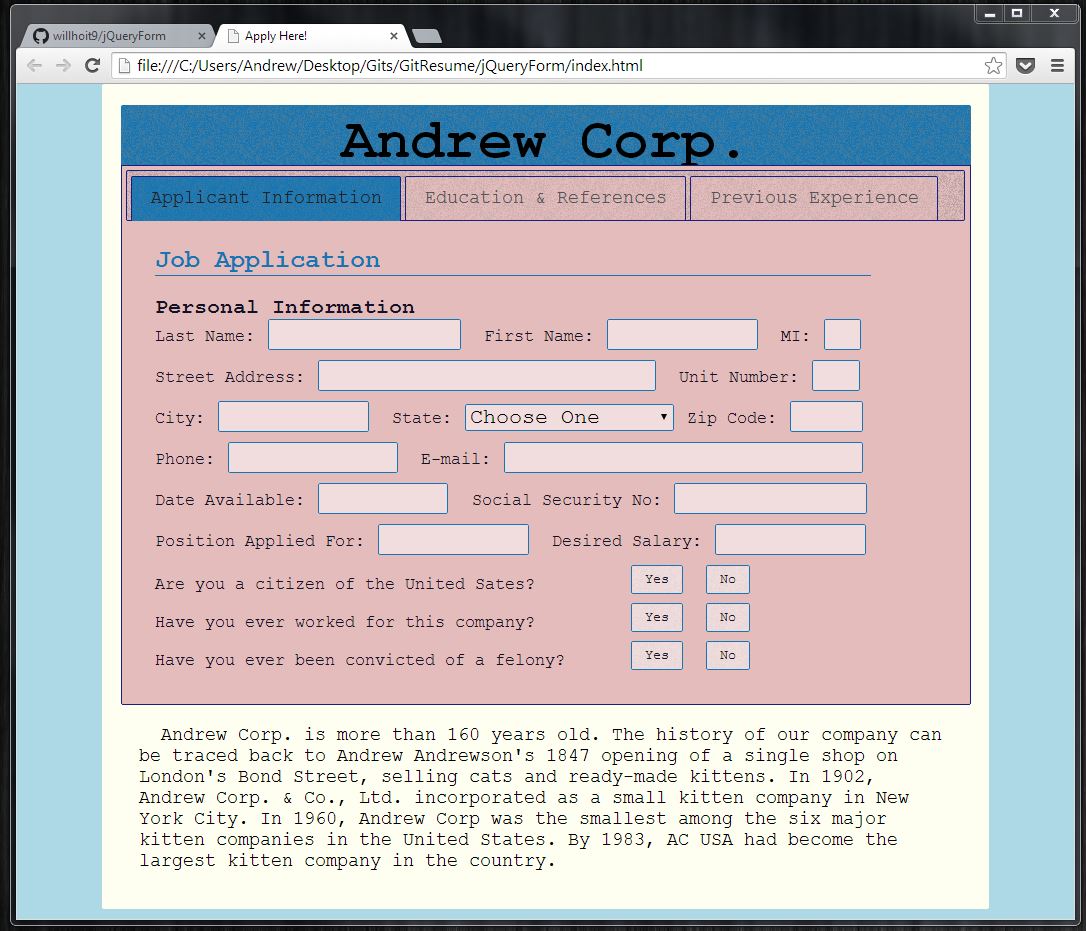 willhoit9/jQueryForm
Apply Here!
file:///C:/Users/Andrew/Desktop/Gits/GitResume/jQueryForm/index.html
Andrew Corp.
Applicant Information Education & References Previous Experience
Job Application
Personal Information
Last Name: First Name: MI:
Street Address: Unit Number:
City: State: Choose One Zip Code:
Phone: E-mail:
Date Available: Social Security No:
Position Applied For: Desired Salary:
Are you a citizen of the United Sates? Yes No
Have you ever worked for this company? Yes No
Have you ever been convicted of a felony? Yes No
Andrew Corp. is more than 160 years old. The history of our company can
be traced back to Andrew Andrewson's 1847 opening of a single shop on
London's Bond Street, selling cats and ready-made kittens. In 1902,
Andrew Corp. & Co., Ltd. incorporated as a small kitten company in New
York City. In 1960, Andrew Corp was the smallest among the six major
kitten companies in the United States. By 1983, AC USA had become the
largest kitten company in the country.